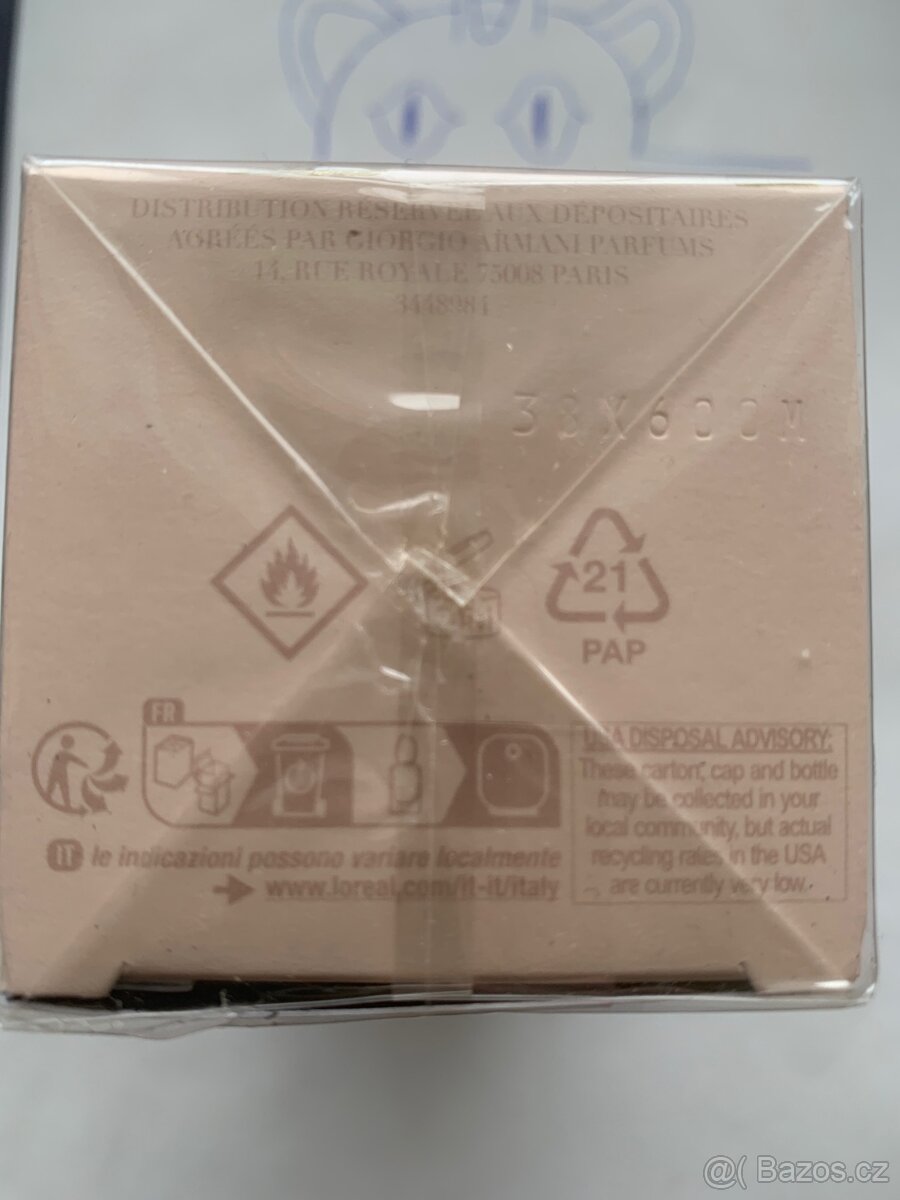 DISTRIBUTION RÉSERVÉE AUX DÉPOSITAIRES
AGRÉÉS PAR GIORGIO ARMANI PARFUMS
14, RUE ROYALE 75008 PARIS
3448984
38X600M
21
PAP
FR
USA DISPOSAL ADVISORY:
These carton, cap and bottle
may be collected in your
local community, but actual
recycling rates in the USA
are currently very low.
IT le indicazioni possono variare localmente
www.loreal.com/it-it/italy
@( Bazos.cz